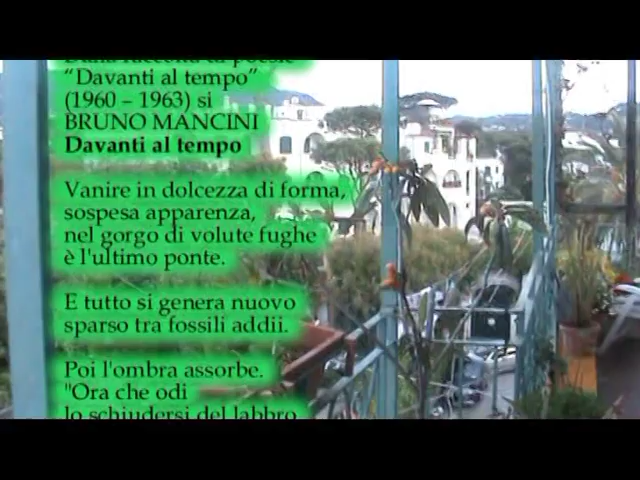 Dalla raccolta di poesie
“Davanti al tempo”
(1960 – 1963) si
BRUNO MANCINI
Davanti al tempo
Vanire in dolcezza di forma,
sospesa apparenza,
nel gorgo di volute fughe
è l'ultimo ponte.
E tutto si genera nuovo
sparso tra fossili addii.
Poi l'ombra assorbe.
"Ora che odi
lo schiudersi del labbro